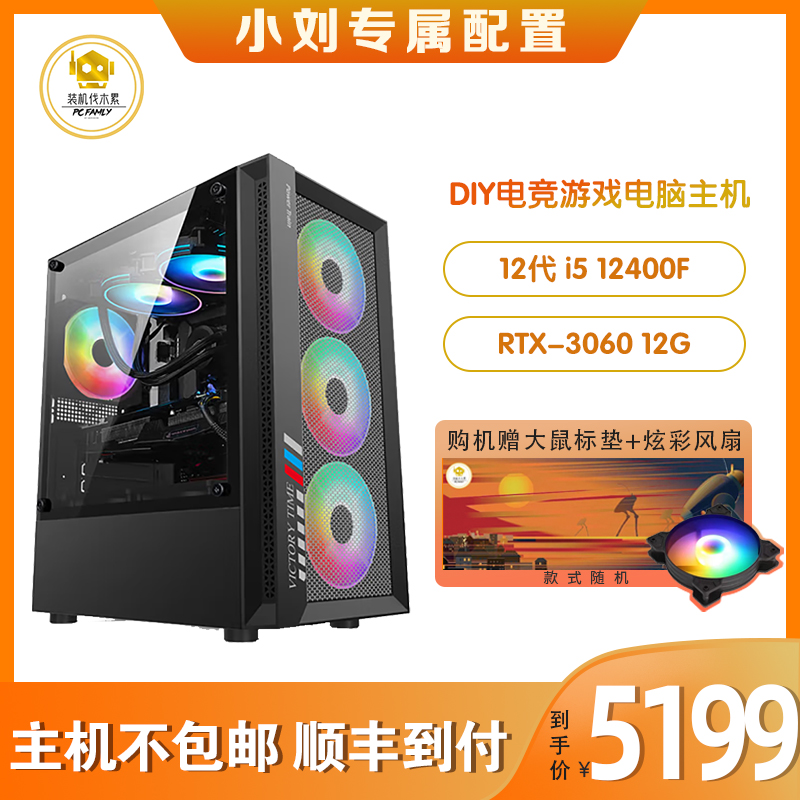 小刘专属配置
装机伐木累
PC FAMLY
DIY电竞游戏电脑主机
12代 i5 12400F
RTX-3060 12G
购机赠大鼠标垫+炫彩风扇
款式随机
Power Train
VICTORY TIME
主机不包邮 顺丰到付
到手价 ¥5199